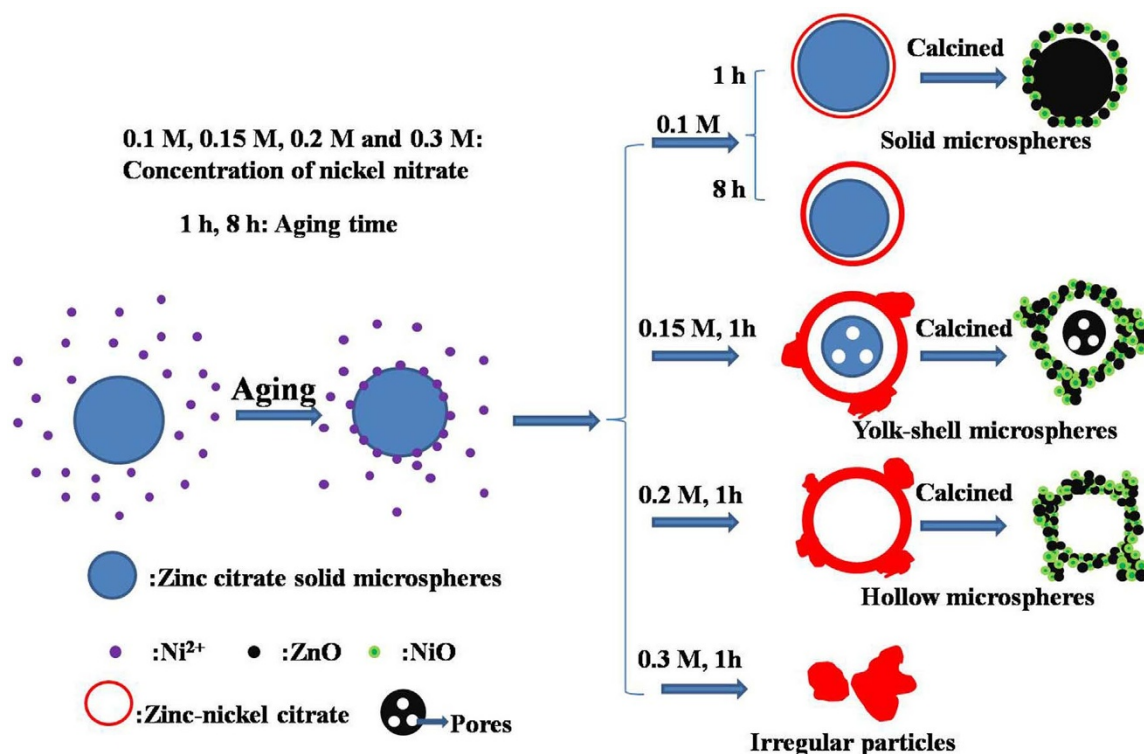 0.1 M, 0.15 M, 0.2 M and 0.3 M:
Concentration of nickel nitrate
1 h, 8 h: Aging time
Aging
:Zinc citrate solid microspheres
:Ni²⁺
:ZnO
:NiO
:Zinc-nickel citrate
Pores
0.1 M
1 h
8 h
Calcined
Solid microspheres
0.15 M, 1h
Calcined
Yolk-shell microspheres
0.2 M, 1h
Calcined
Hollow microspheres
0.3 M, 1h
Irregular particles